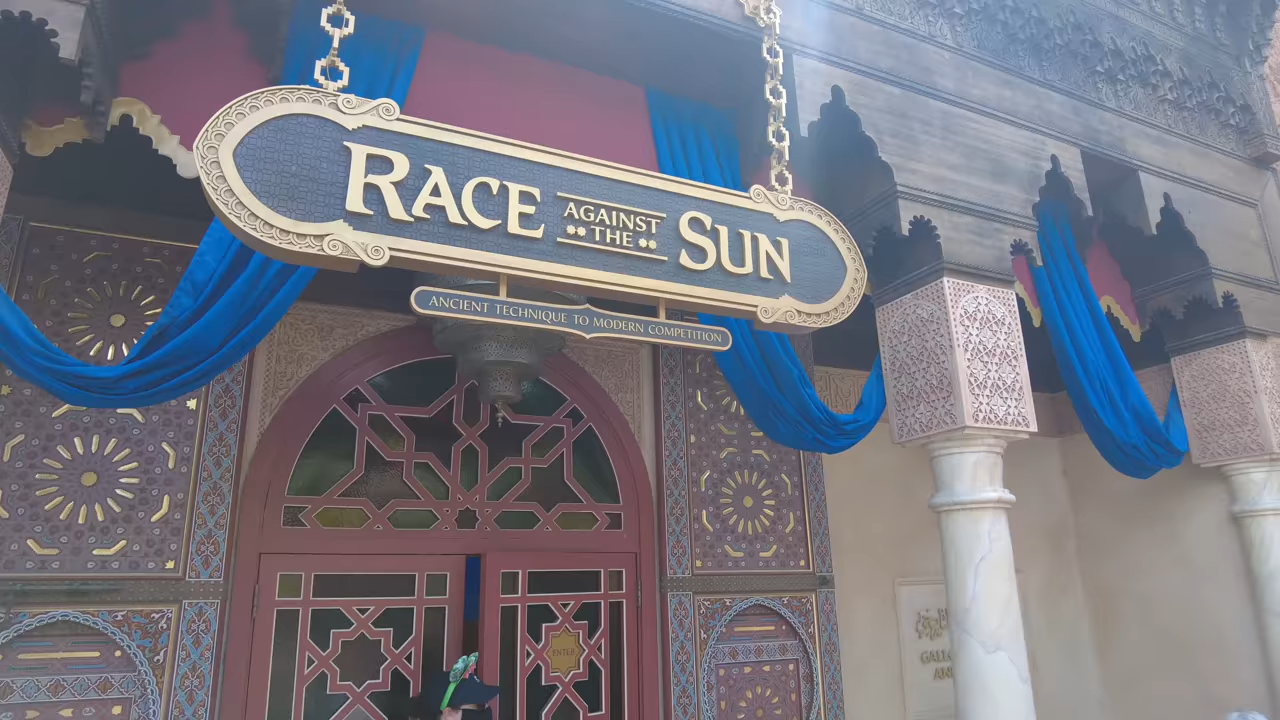 RACE AGAINST THE SUN
ANCIENT TECHNIQUE TO MODERN COMPETITION
ENTER